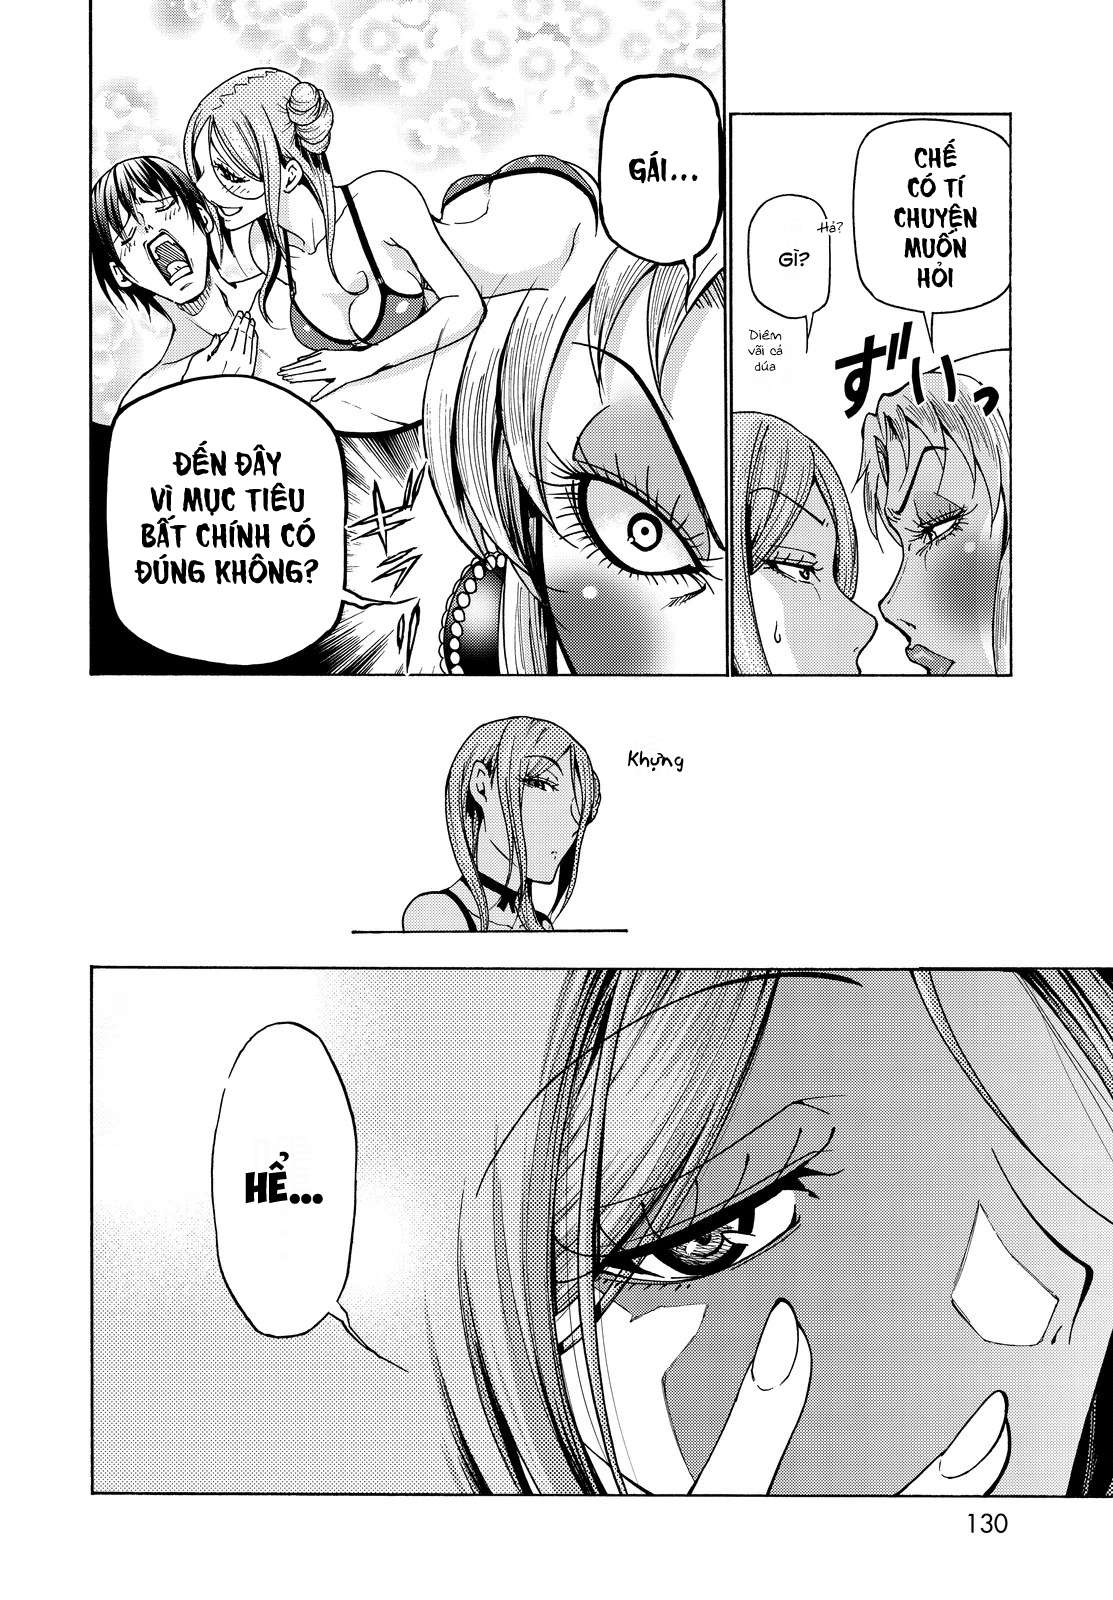 CHẾ
CÓ TÍ
CHUYỆN
MUỐN
HỎI
Hả?
GÌ?
Diêm
vãi cả
dúa
ずいっ
GÁI...
ĐẾN ĐÂY
VÌ MỤC TIÊU
BẤT CHÍNH CÓ
ĐÚNG KHÔNG?
Khựng
HỂ...
130